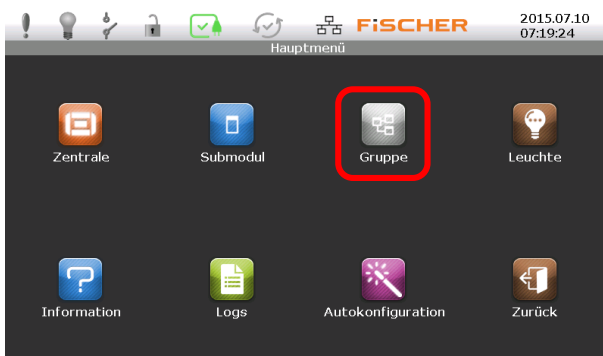 FiSCHER
2015.07.10
07:19:24
Hauptmenü
Zentrale
Submodul
Gruppe
Leuchte
Information
Logs
Autokonfiguration
Zurück